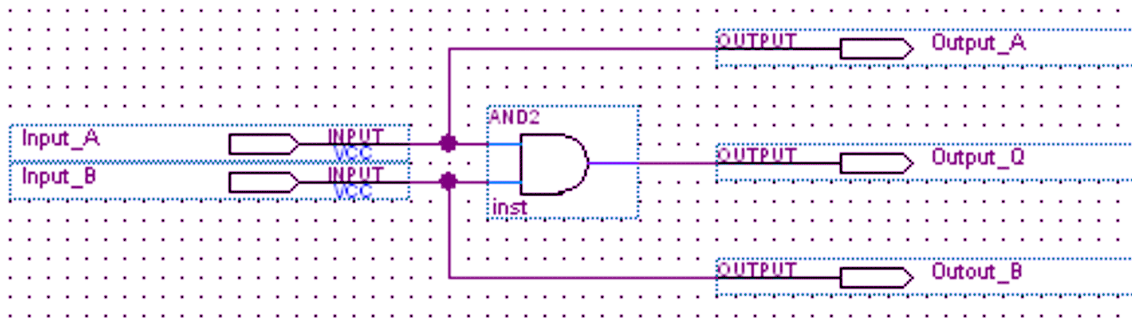 OUTPUT Output_A
AND2
Input_A INPUT
VCC
OUTPUT Output_Q
Input_B INPUT
VCC
inst
OUTPUT Outout_B